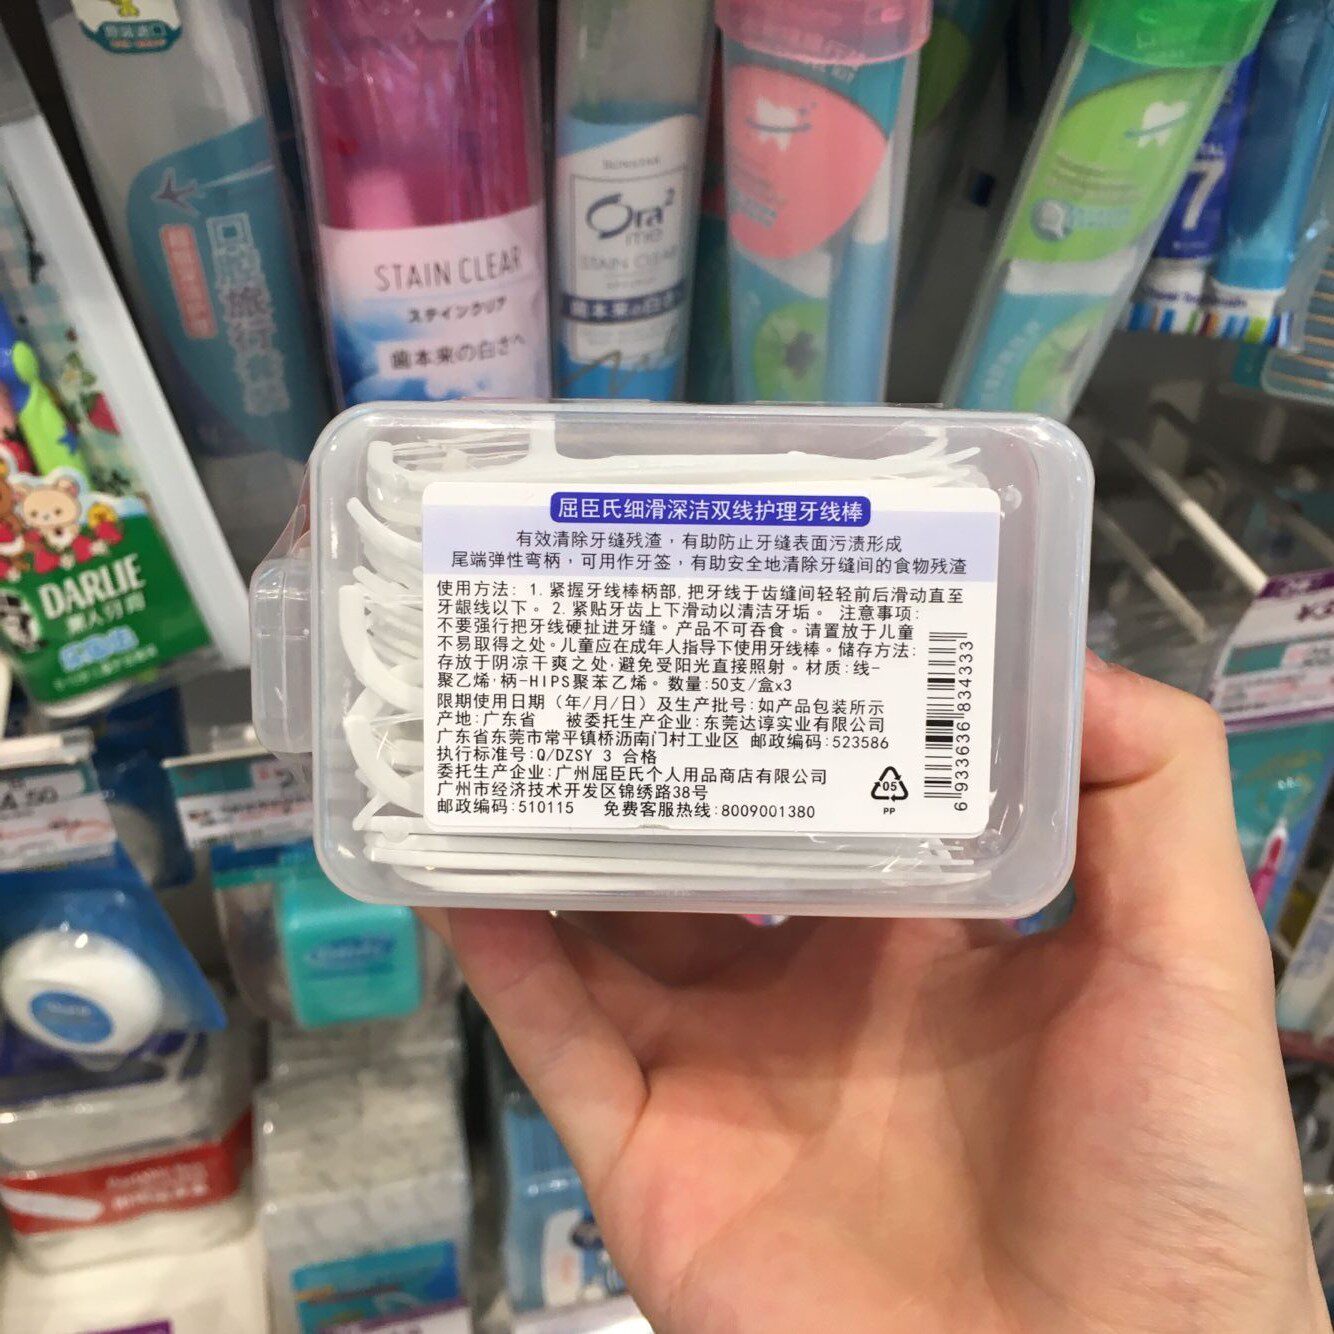 口腔旅行套装
STAIN CLEAR
ステインクリア
歯本来の白さへ
SUNSTAR
Ora²
me
STAIN CLEAR
歯本来の白さへ
7
DARLIE
黑人牙膏
屈臣氏细滑深洁双线护理牙线棒
有效清除牙缝残渣，有助防止牙缝表面污渍形成
尾端弹性弯柄，可用作牙签，有助安全地清除牙缝间的食物残渣
使用方法: 1. 紧握牙线棒柄部, 把牙线于齿缝间轻轻前后滑动直至
牙龈线以下。 2. 紧贴牙齿上下滑动以清洁牙垢。 注意事项:
不要强行把牙线硬扯进牙缝。产品不可吞食。请置放于儿童
不易取得之处。儿童应在成年人指导下使用牙线棒。储存方法:
存放于阴凉干爽之处,避免受阳光直接照射。材质:线-
聚乙烯,柄-HIPS聚苯乙烯。数量:50支/盒x3
限期使用日期（年/月/日）及生产批号:如产品包装所示
产地:广东省 被委托生产企业:东莞达谆实业有限公司
广东省东莞市常平镇桥沥南门村工业区 邮政编码:523586
执行标准号:Q/DZSY 3 合格
委托生产企业:广州屈臣氏个人用品商店有限公司
广州市经济技术开发区锦绣路38号
邮政编码:510115 免费客服热线:8009001380
05
PP
6933636834333